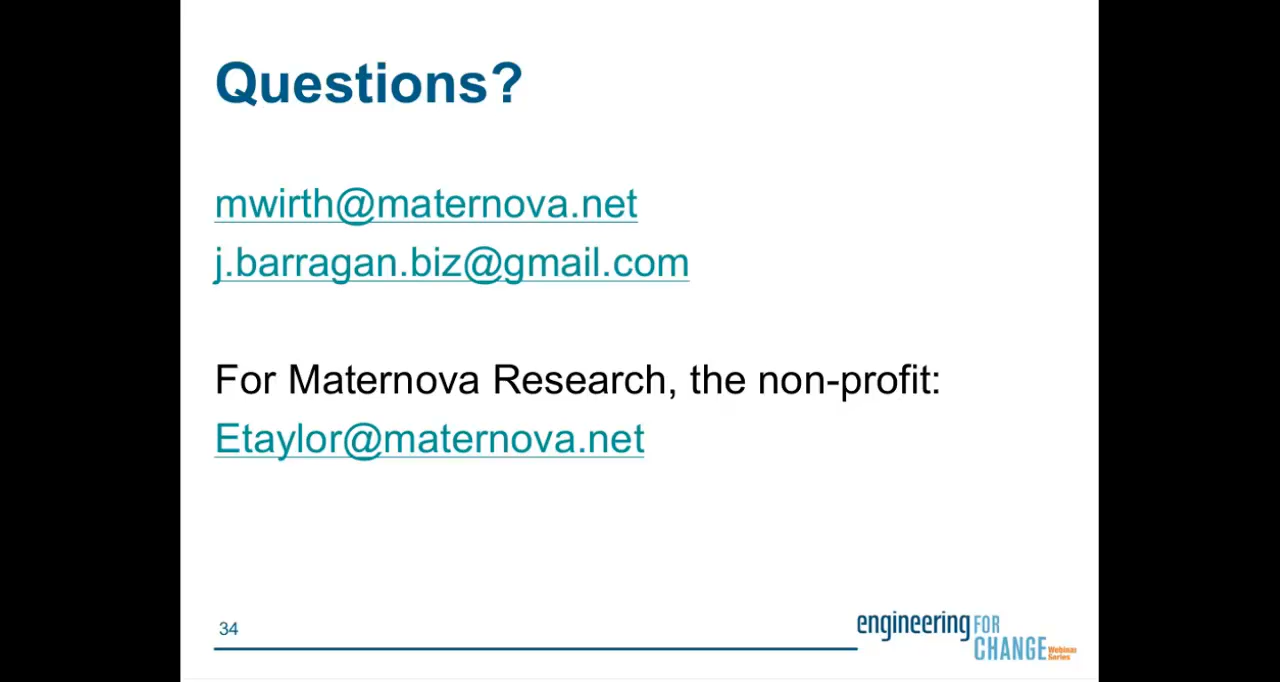 Questions?
mwirth@maternova.net
j.barragan.biz@gmail.com
For Maternova Research, the non-profit:
Etaylor@maternova.net
34
engineering FOR
CHANGE Webinar
Series